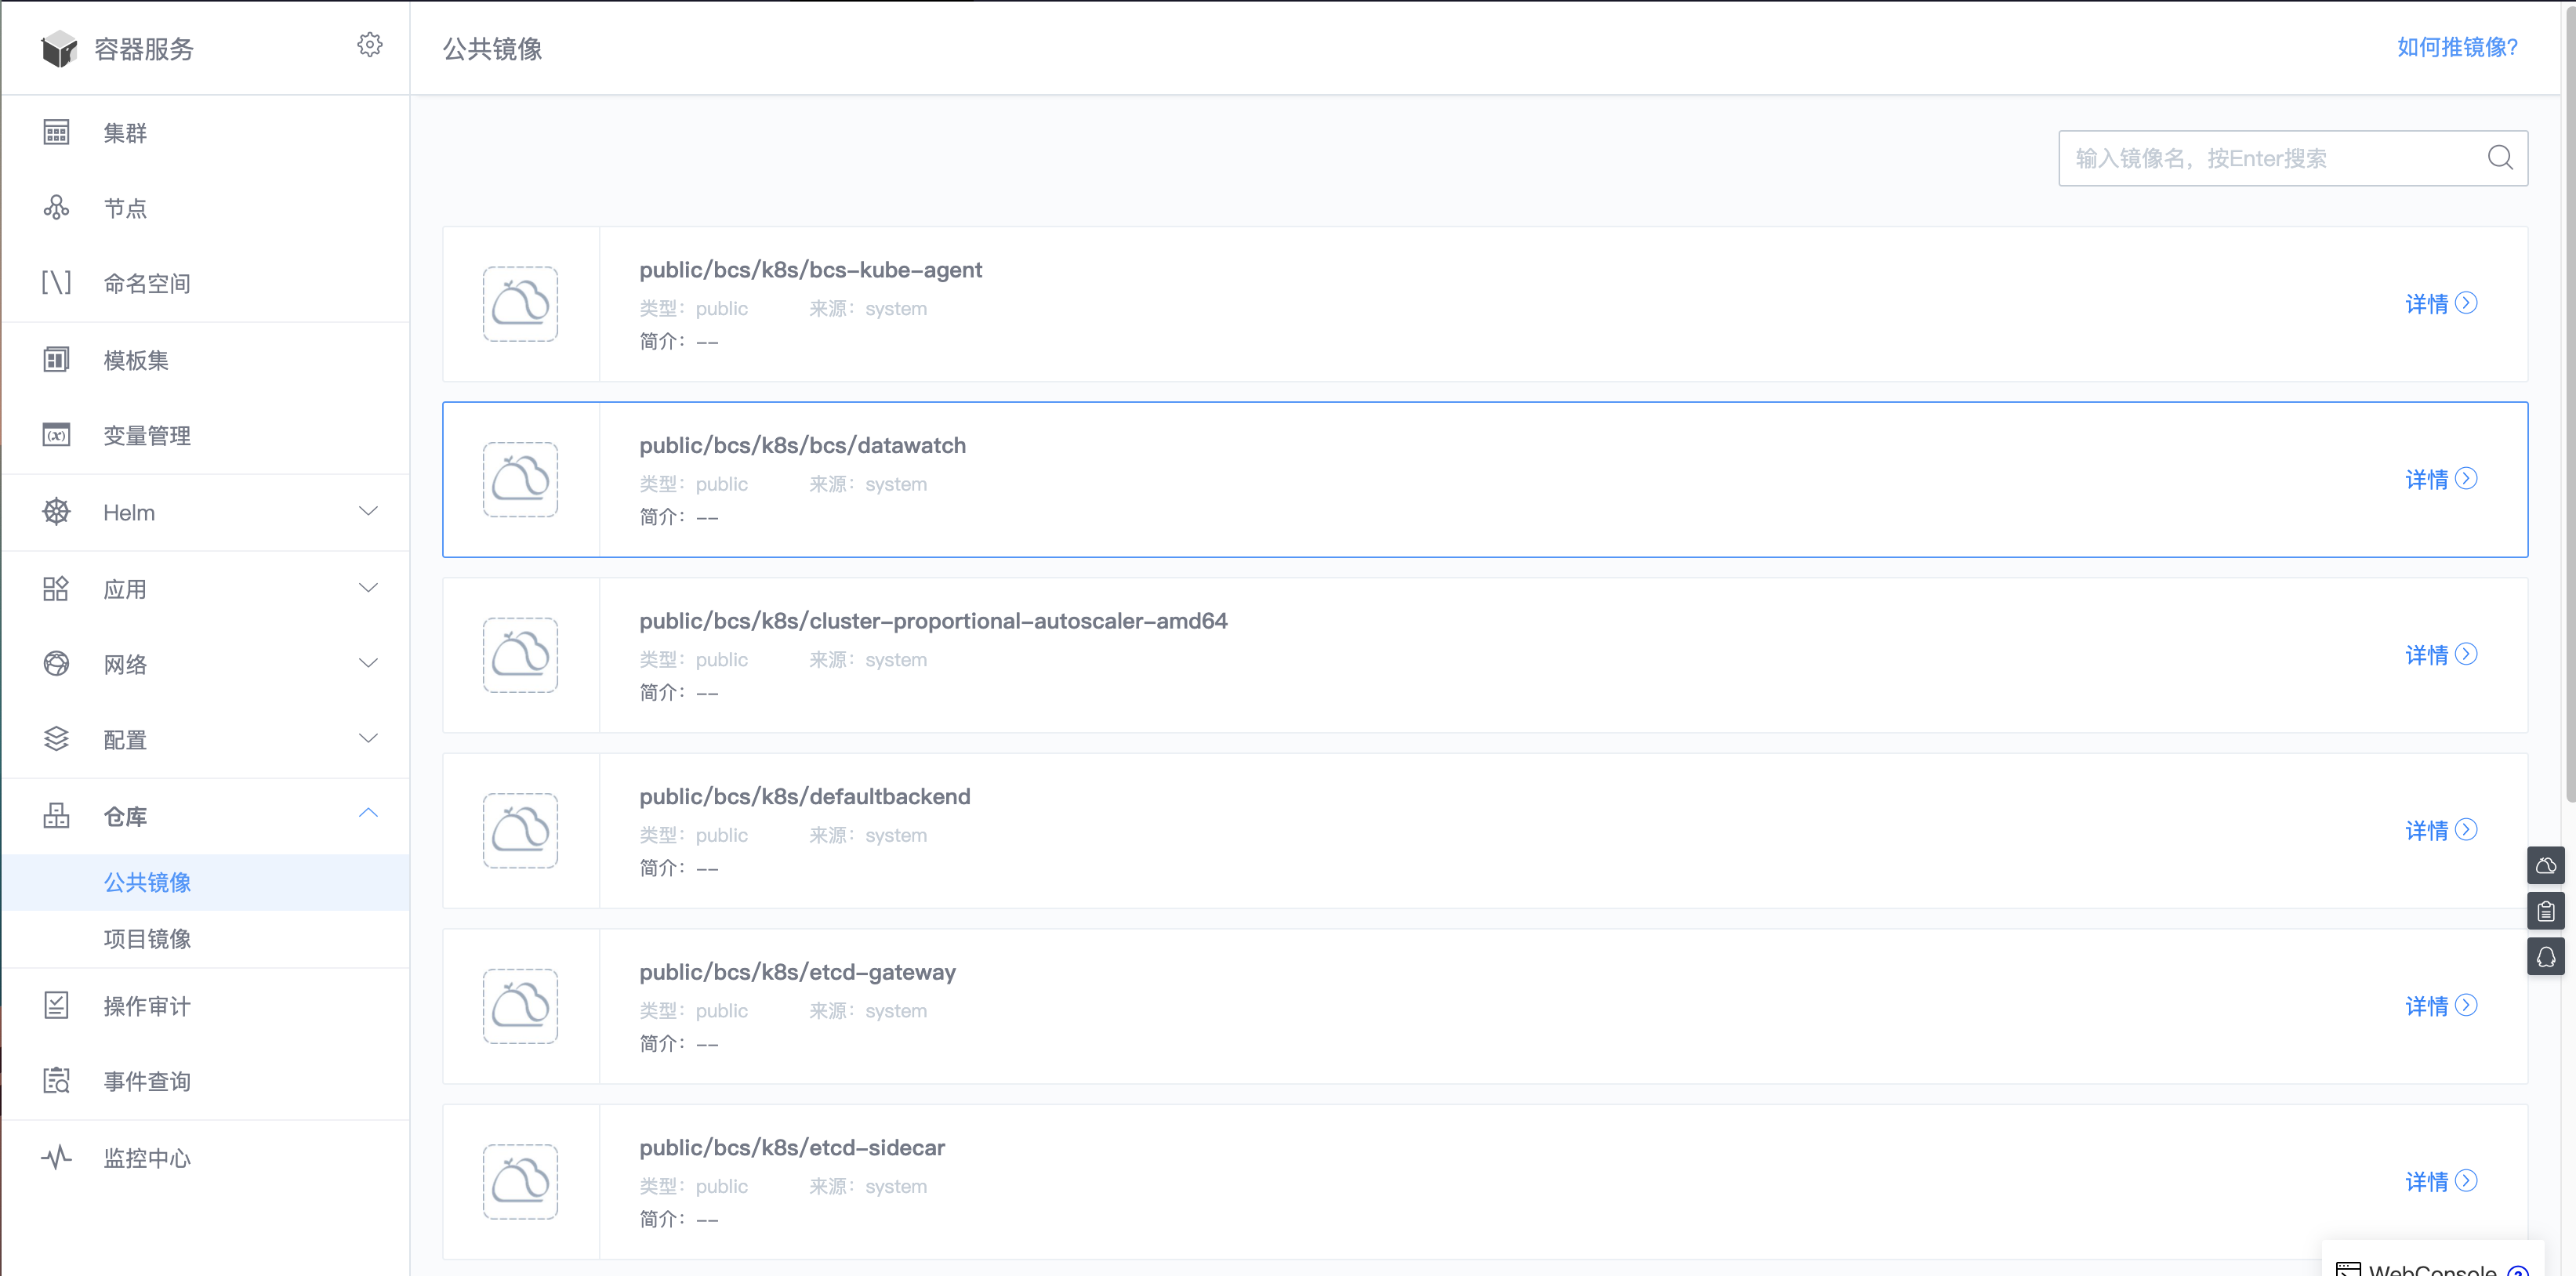 容器服务
集群
节点
命名空间
模板集
变量管理
Helm
应用
网络
配置
仓库
公共镜像
项目镜像
操作审计
事件查询
监控中心
公共镜像
如何推镜像?
输入镜像名，按Enter搜索
public/bcs/k8s/bcs-kube-agent
类型：public 来源：system
简介：--
详情
public/bcs/k8s/bcs/datawatch
类型：public 来源：system
简介：--
详情
public/bcs/k8s/cluster-proportional-autoscaler-amd64
类型：public 来源：system
简介：--
详情
public/bcs/k8s/defaultbackend
类型：public 来源：system
简介：--
详情
public/bcs/k8s/etcd-gateway
类型：public 来源：system
简介：--
详情
public/bcs/k8s/etcd-sidecar
类型：public 来源：system
简介：--
详情
WebConsole